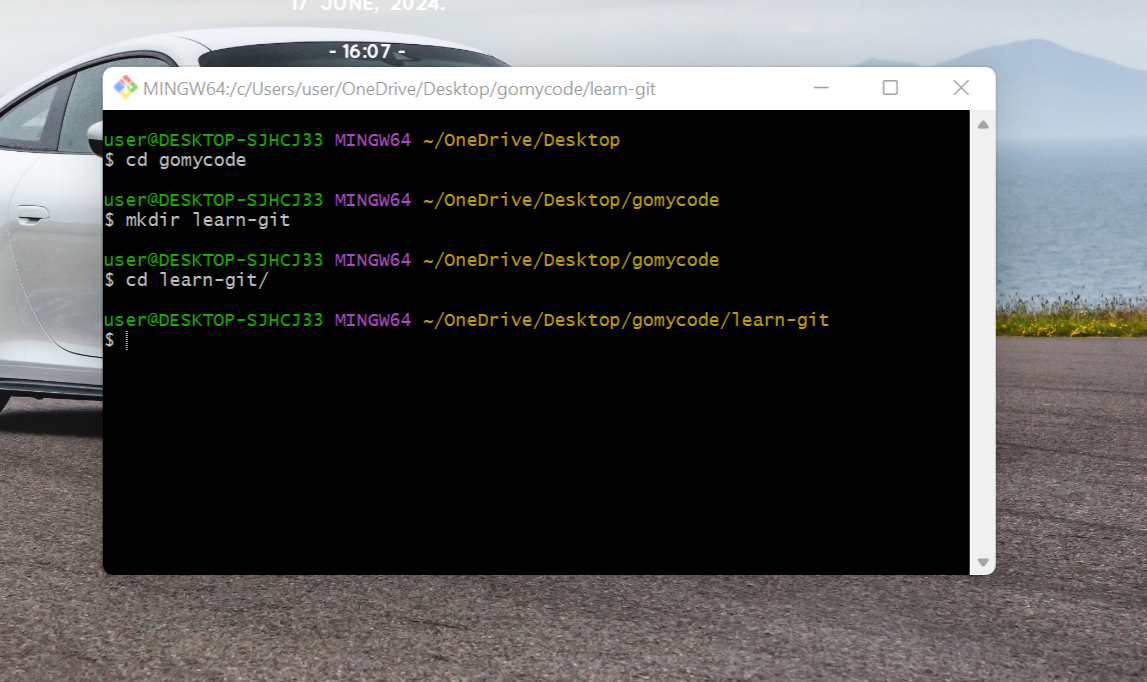 17 JUNE, 2024.
- 16:07 -
MINGW64:/c/Users/user/OneDrive/Desktop/gomycode/learn-git
user@DESKTOP-SJHCJ33 MINGW64 ~/OneDrive/Desktop
$ cd gomycode
user@DESKTOP-SJHCJ33 MINGW64 ~/OneDrive/Desktop/gomycode
$ mkdir learn-git
user@DESKTOP-SJHCJ33 MINGW64 ~/OneDrive/Desktop/gomycode
$ cd learn-git/
user@DESKTOP-SJHCJ33 MINGW64 ~/OneDrive/Desktop/gomycode/learn-git
$